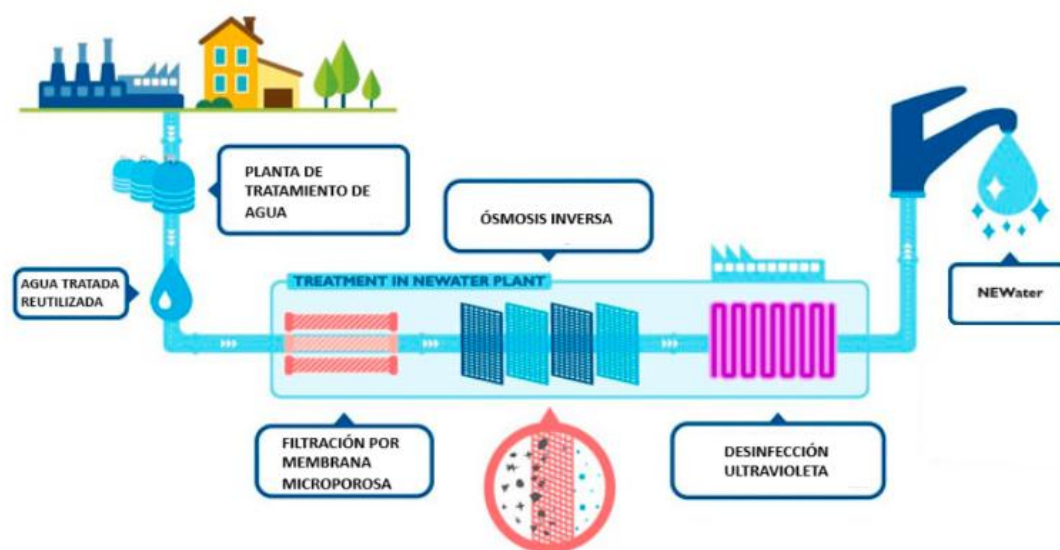 PLANTA DE
TRATAMIENTO DE
AGUA
ÓSMOSIS INVERSA
AGUA TRATADA
REUTILIZADA
TREATMENT IN NEWATER PLANT
NEWater
FILTRACIÓN POR
MEMBRANA
MICROPOROSA
DESINFECCIÓN
ULTRAVIOLETA